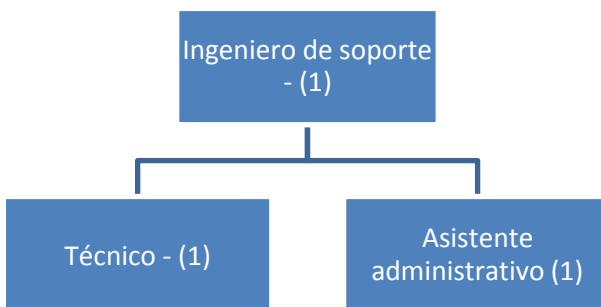 Ingeniero de soporte
- (1)
Técnico - (1)
Asistente
administrativo (1)